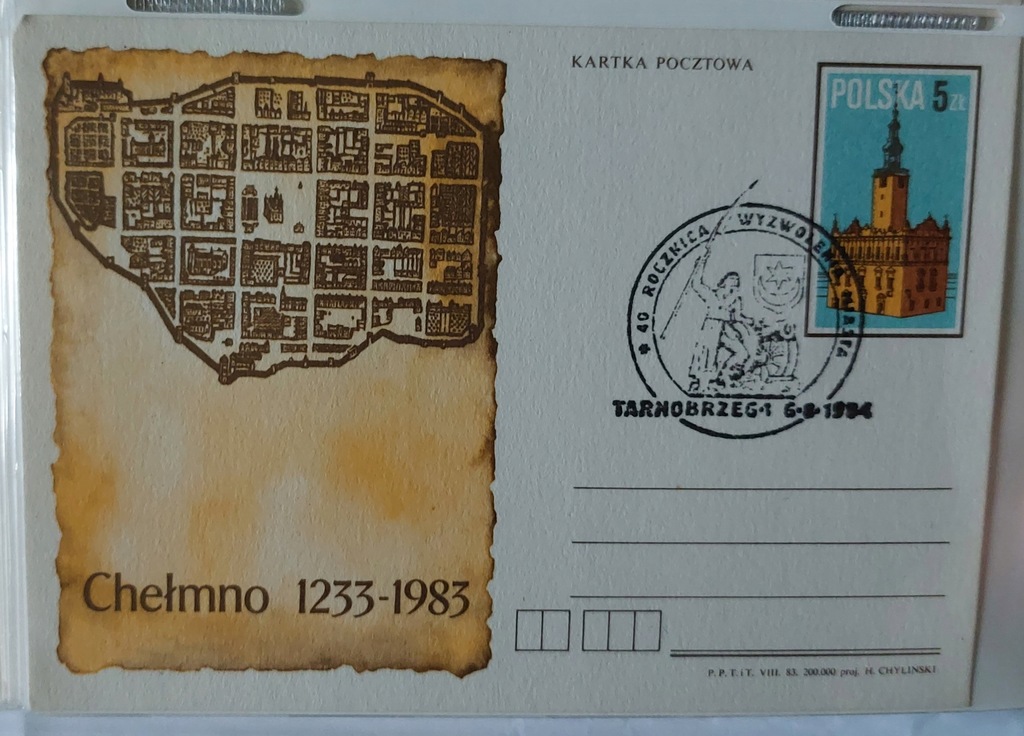 KARTKA POCZTOWA
POLSKA 5 ZŁ
* 40 ROCZNICA WYZWOLENIA MIASTA
TARNOBRZEG 1 6-8-1984
Chełmno 1233-1983
P. P. T. i T. VIII. 83. 200.000 proj. H. CHYLIŃSKI